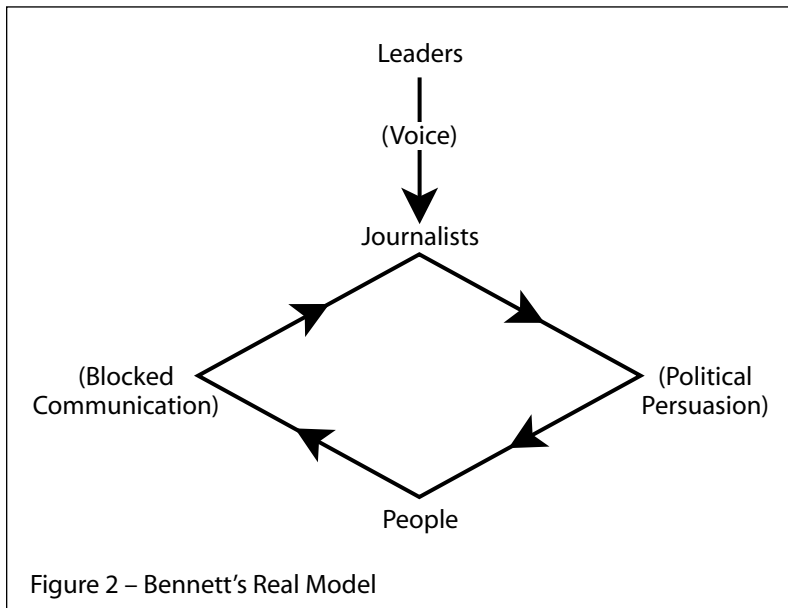 Leaders
(Voice)
Journalists
(Blocked
Communication)
(Political
Persuasion)
People
Figure 2 – Bennett’s Real Model